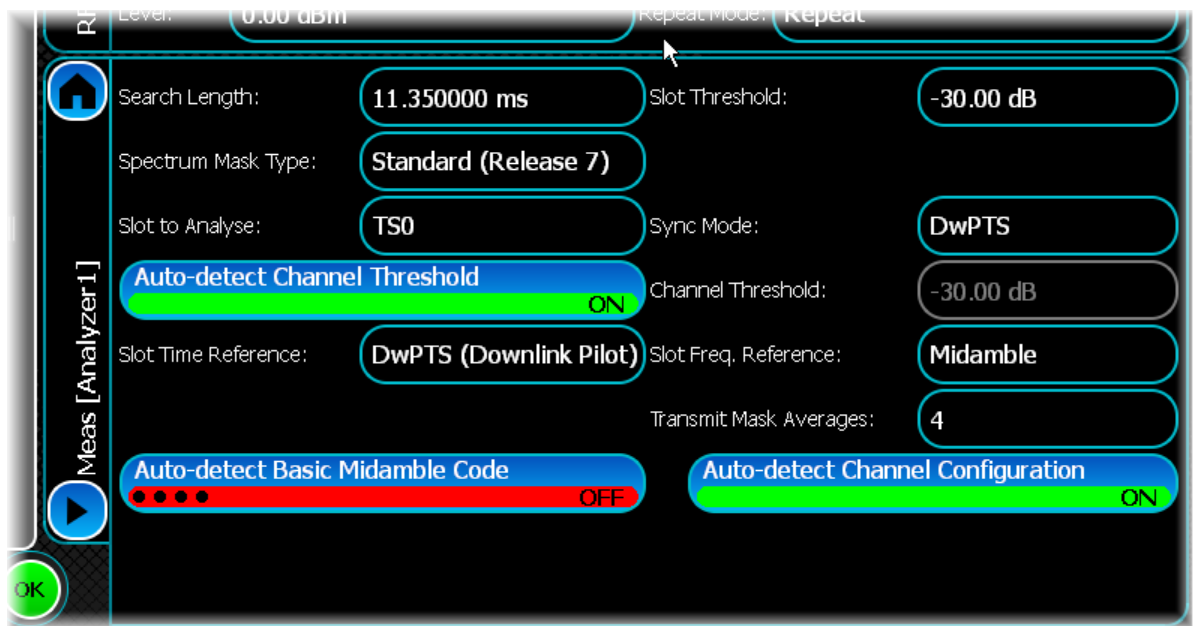 RF
Level: 0.00 dBm Repeat Mode: Repeat
Search Length: 11.350000 ms Slot Threshold: -30.00 dB
Spectrum Mask Type: Standard (Release 7)
Slot to Analyse: TS0 Sync Mode: DwPTS
Auto-detect Channel Threshold
ON
Channel Threshold: -30.00 dB
Slot Time Reference: DwPTS (Downlink Pilot) Slot Freq. Reference: Midamble
Transmit Mask Averages: 4
Auto-detect Basic Midamble Code
OFF
Auto-detect Channel Configuration
ON
Meas [Analyzer1]
OK